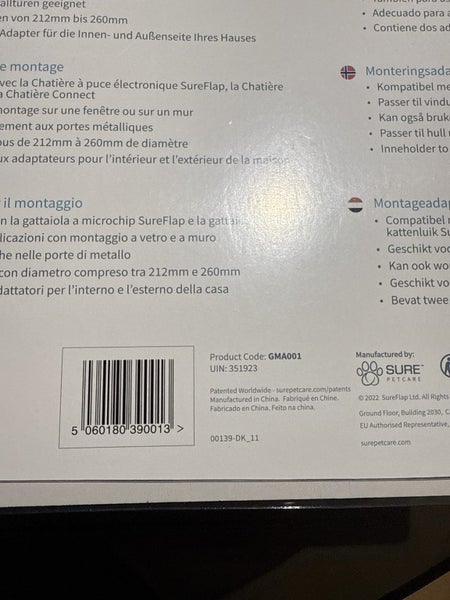 allturen geeignet
en von 212mm bis 260mm
Adapter für die Innen- und Außenseite Ihres Hauses
e montage
vec la Chatière à puce électronique SureFlap, la Chatière
a Chatière Connect
montage sur une fenêtre ou sur un mur
ement aux portes métalliques
ous de 212mm à 260mm de diamètre
ux adaptateurs pour l'intérieur et l'extérieur de la maison
r il montaggio
n la gattaiola a microchip SureFlap e la gattai
licazioni con montaggio a vetro e a muro
he nelle porte di metallo
con diametro compreso tra 212mm e 260mm
dattatori per l'interno e l'esterno della casa
• Adecuado para a
• Contiene dos ad
Monteringsada
• Kompatibel me
• Passer til vindu
• Kan også bruk
• Passer til hull
• Inneholder to
Montageadap
• Compatibel
kattenluik Su
• Geschikt voo
• Kan ook wo
• Geschikt vo
• Bevat twee
5 060180 390013 >
Product Code: GMA001
UIN: 351923
Patented Worldwide - surepetcare.com/patents
Manufactured in China. Fabriqué en Chine.
Fabricado en China. Feito na china.
00139-DK_11
Manufactured by:
SURE™
PETCARE
© 2022 SureFlap Ltd. All Rights
Ground Floor, Building 2030, C
EU Authorised Representative,
surepetcare.com